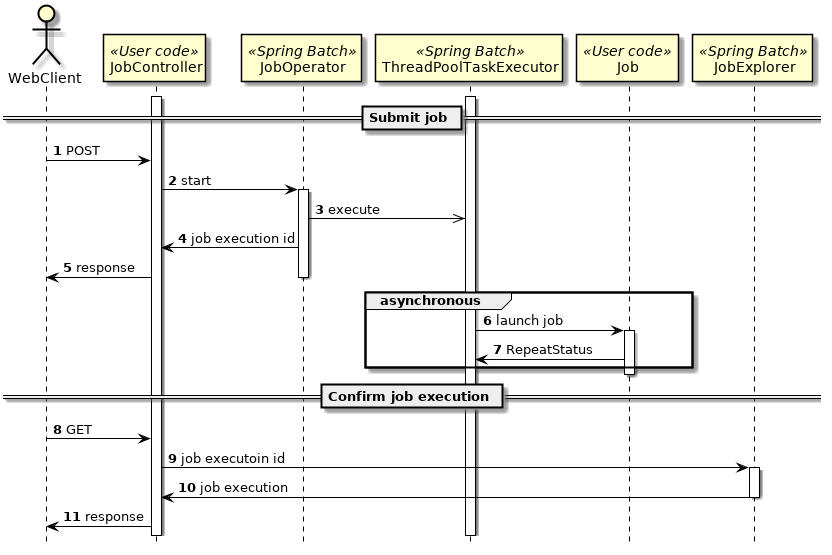 WebClient
«User code»
JobController
«Spring Batch»
JobOperator
«Spring Batch»
ThreadPoolTaskExecutor
«User code»
Job
«Spring Batch»
JobExplorer
Submit job
1 POST
2 start
3 execute
4 job execution id
5 response
asynchronous
6 launch job
7 RepeatStatus
Confirm job execution
8 GET
9 job executoin id
10 job execution
11 response